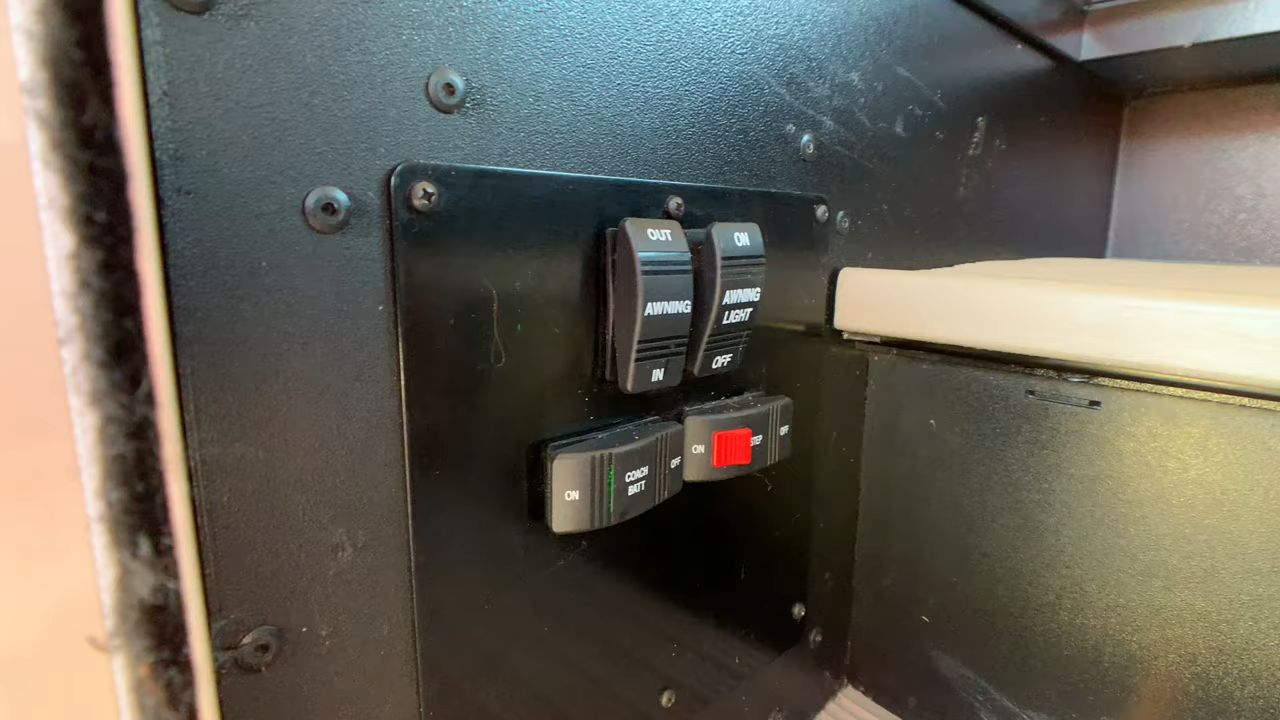 OUT
AWNING
IN
ON
AWNING
LIGHT
OFF
ON
COACH
BATT
OFF
ON
STEP
OFF